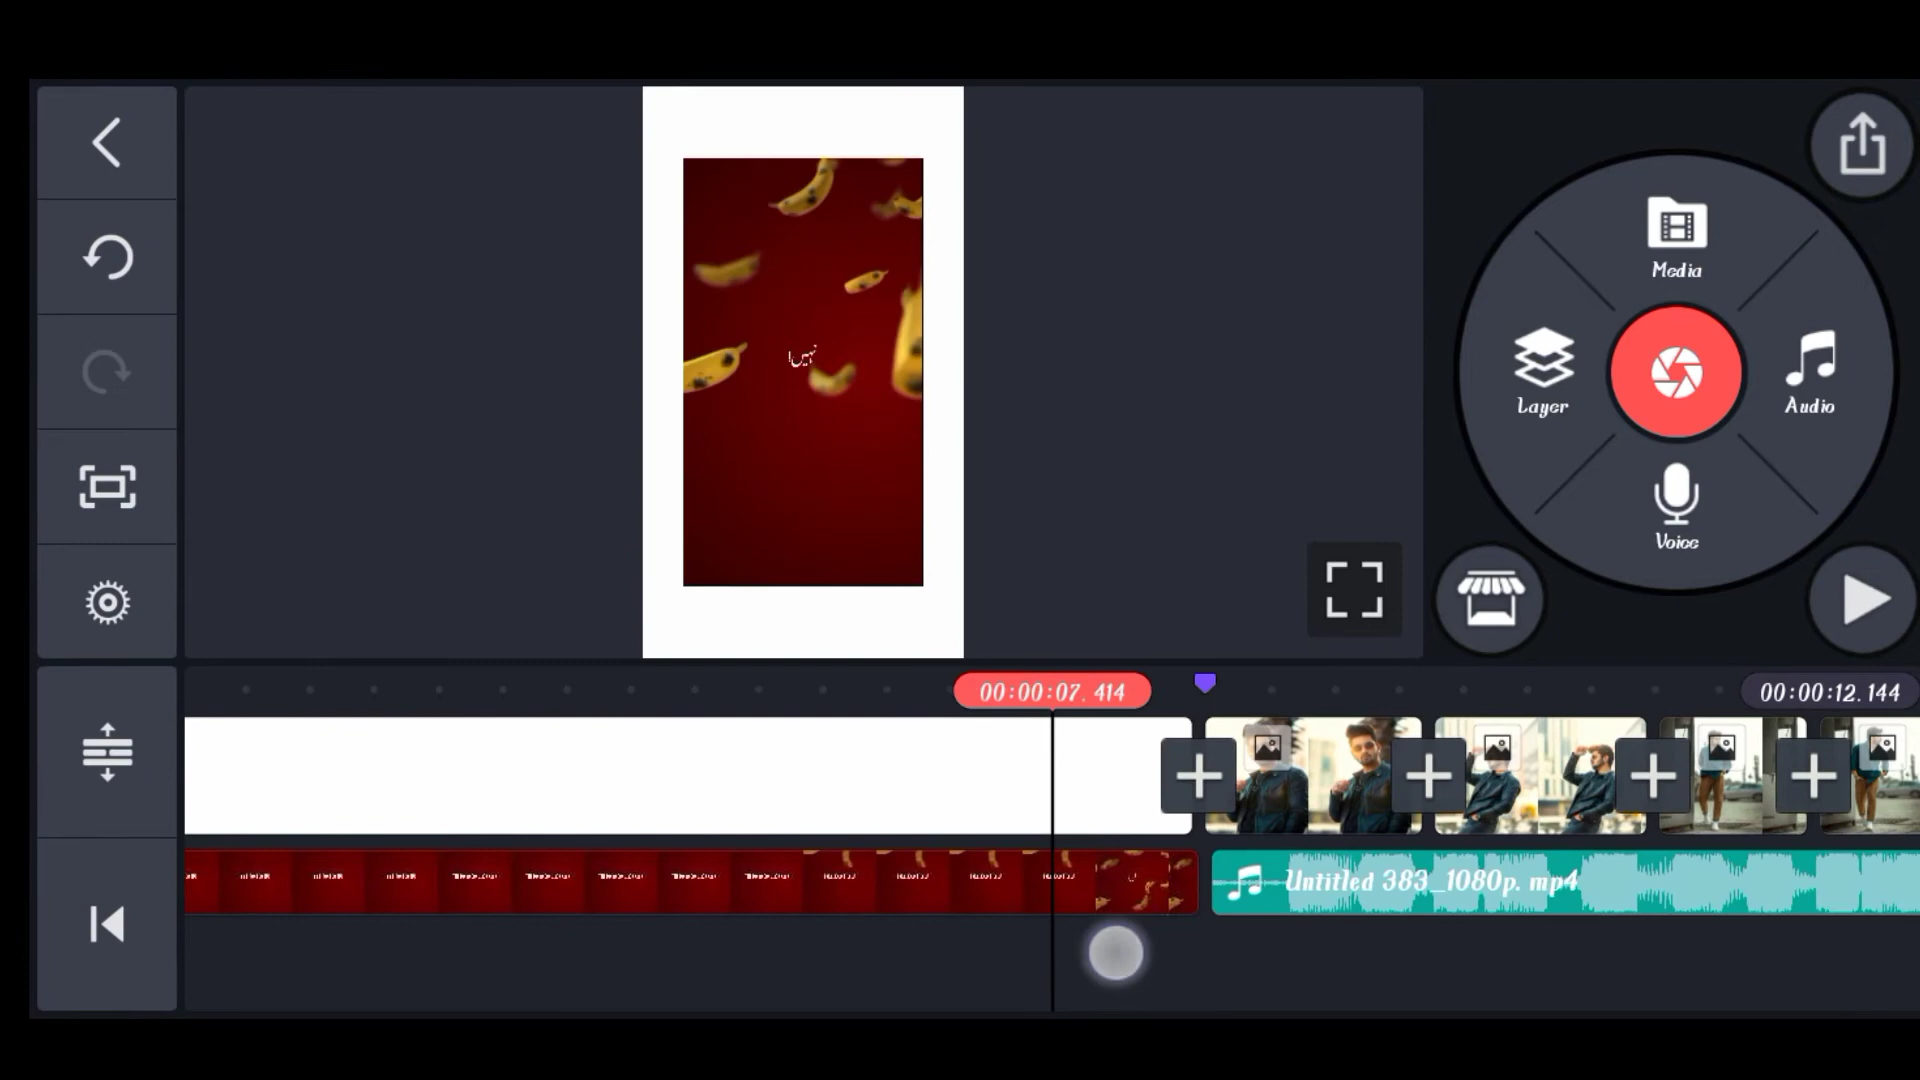 Media
Layer
Audio
Voice
نہیں!
00:00:07.414
00:00:12.144
Untitled 383_1080p.mp4